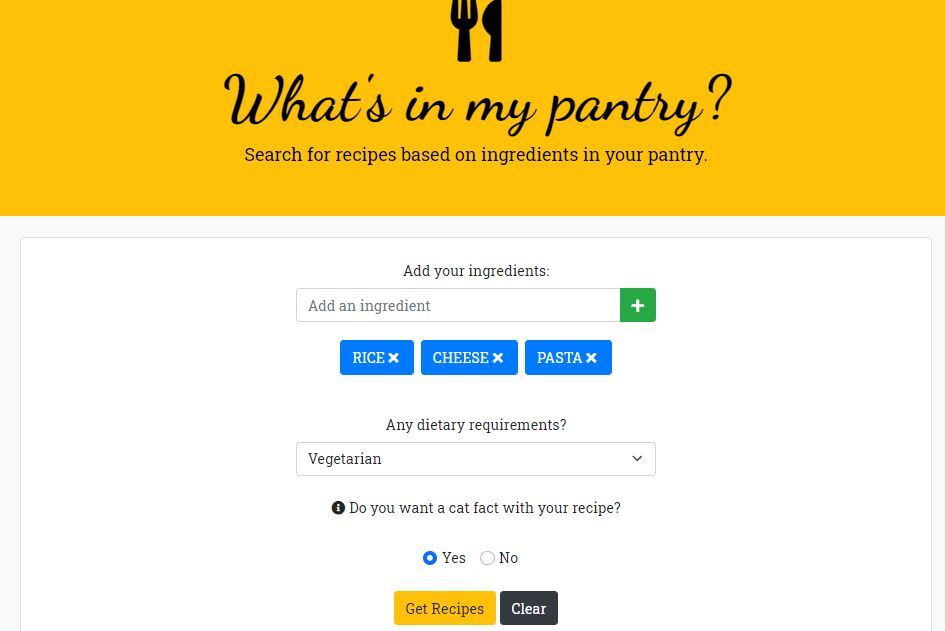 What's in my pantry?
Search for recipes based on ingredients in your pantry.
Add your ingredients:
Add an ingredient
RICE CHEESE PASTA
Any dietary requirements?
Vegetarian
Do you want a cat fact with your recipe?
Yes No
Get Recipes Clear